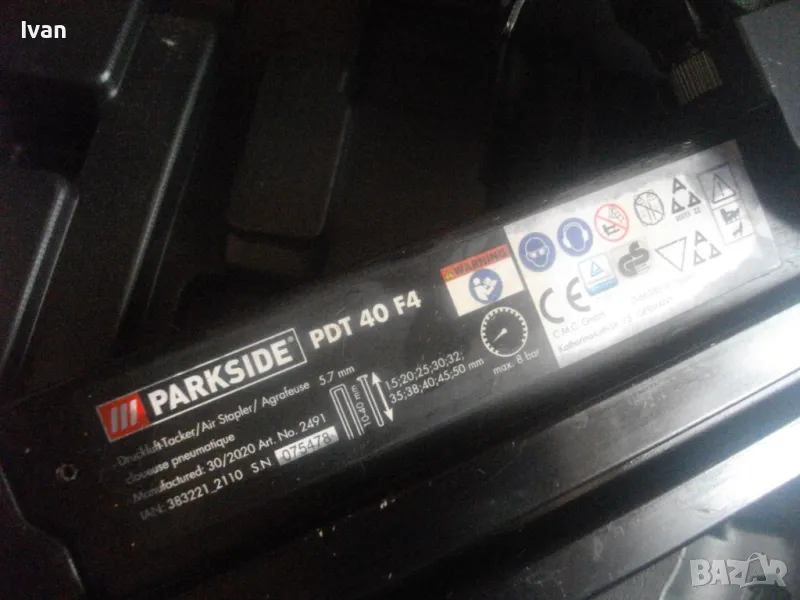 Ivan
PARKSIDE® PDT 40 F4
WARNING
Druckluft-Tacker/Air Stapler/ Agrafeuse
cloueuse pneumatique
Manufactured: 30/2020 Art. No. 2491
IAN: 383221_2110 S.N 075478
5.7 mm
10-40 mm
15;20;25;30;32;
35;38;40;45;50 mm
max. 8 bar
CE
C.M.C. GmbH
BAZAR